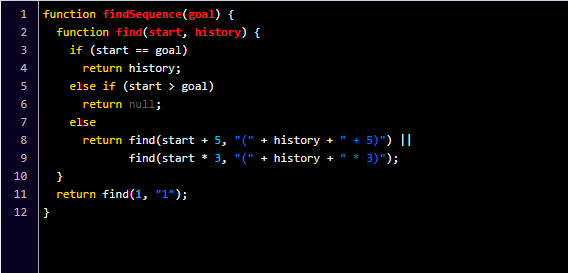 1 function findSequence(goal) {
2   function find(start, history) {
3     if (start == goal)
4       return history;
5     else if (start > goal)
6       return null;
7     else
8       return find(start + 5, "(" + history + " + 5)") ||
9              find(start * 3, "(" + history + " * 3)");
10   }
11   return find(1, "1");
12 }